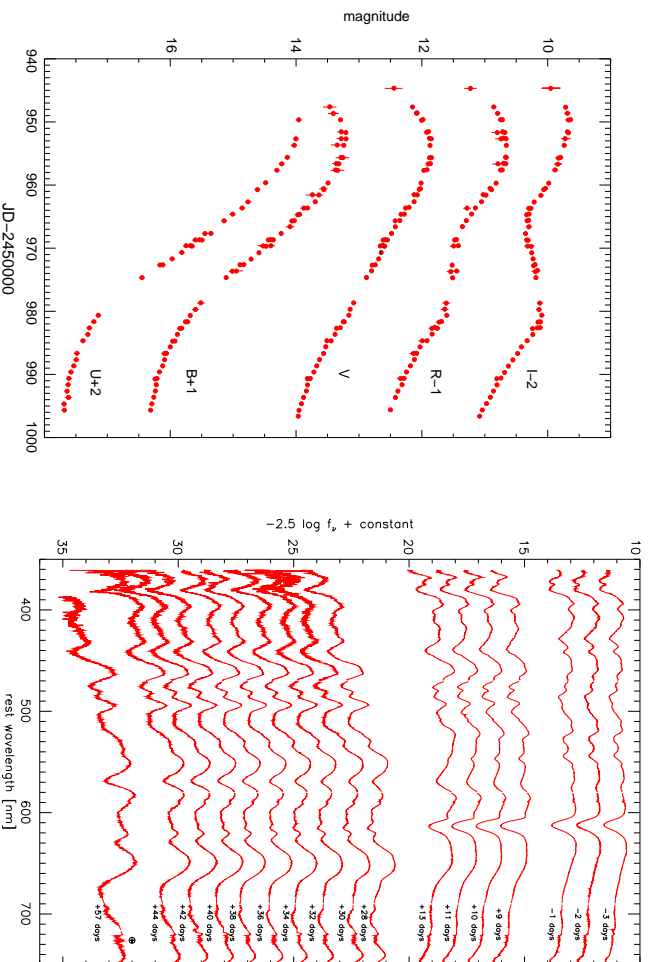 magnitude
16
14
12
10
940
950
960
970
980
990
1000
JD−2450000
U+2
B+1
V
R−1
I−2
−2.5 log fν + constant
35
30
25
20
15
10
400
500
600
700
rest wavelength [nm]
+57 days
⊕
+44 days
+42 days
+40 days
+38 days
+36 days
+34 days
+32 days
+30 days
+28 days
+13 days
+11 days
+10 days
+9 days
−1 days
−2 days
−3 days